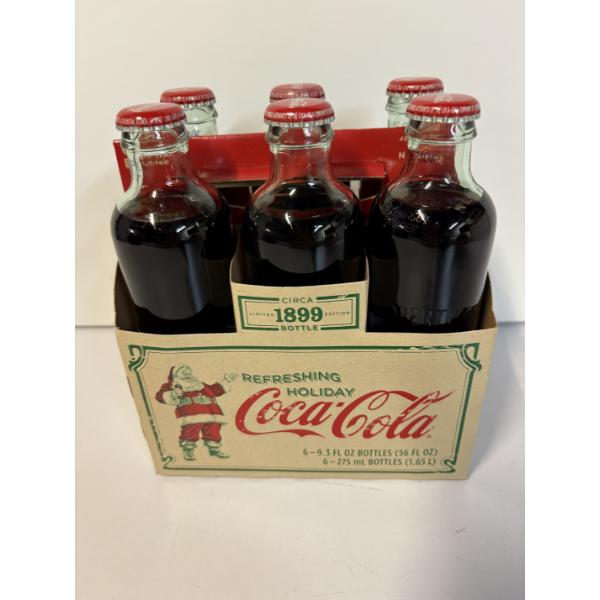 CIRCA
LIMITED 1899 EDITION
BOTTLE
REFRESHING
HOLIDAY
Coca-Cola
6 – 9.3 FL OZ BOTTLES (56 FL OZ)
6 – 275 mL BOTTLES (1.65 L)